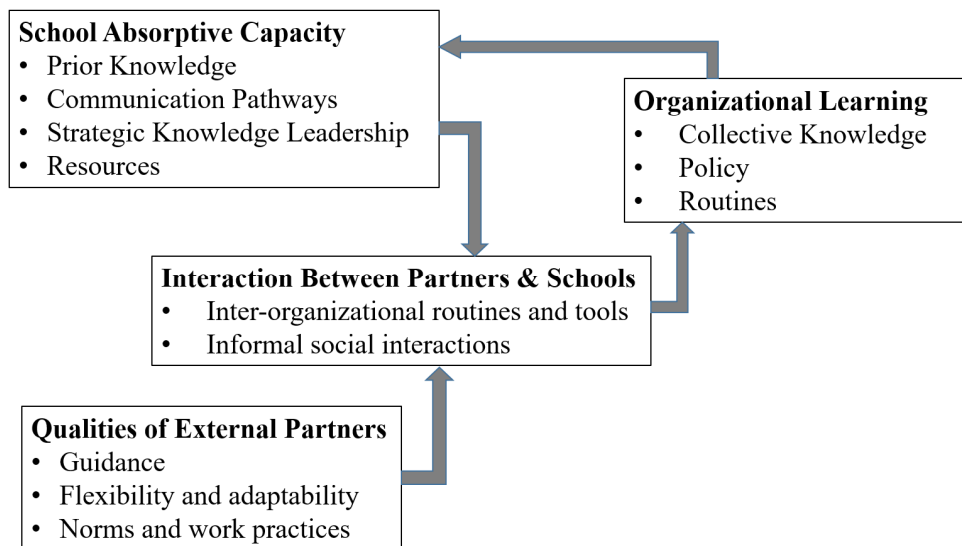 School Absorptive Capacity
• Prior Knowledge
• Communication Pathways
• Strategic Knowledge Leadership
• Resources
Organizational Learning
• Collective Knowledge
• Policy
• Routines
Interaction Between Partners & Schools
• Inter-organizational routines and tools
• Informal social interactions
Qualities of External Partners
• Guidance
• Flexibility and adaptability
• Norms and work practices